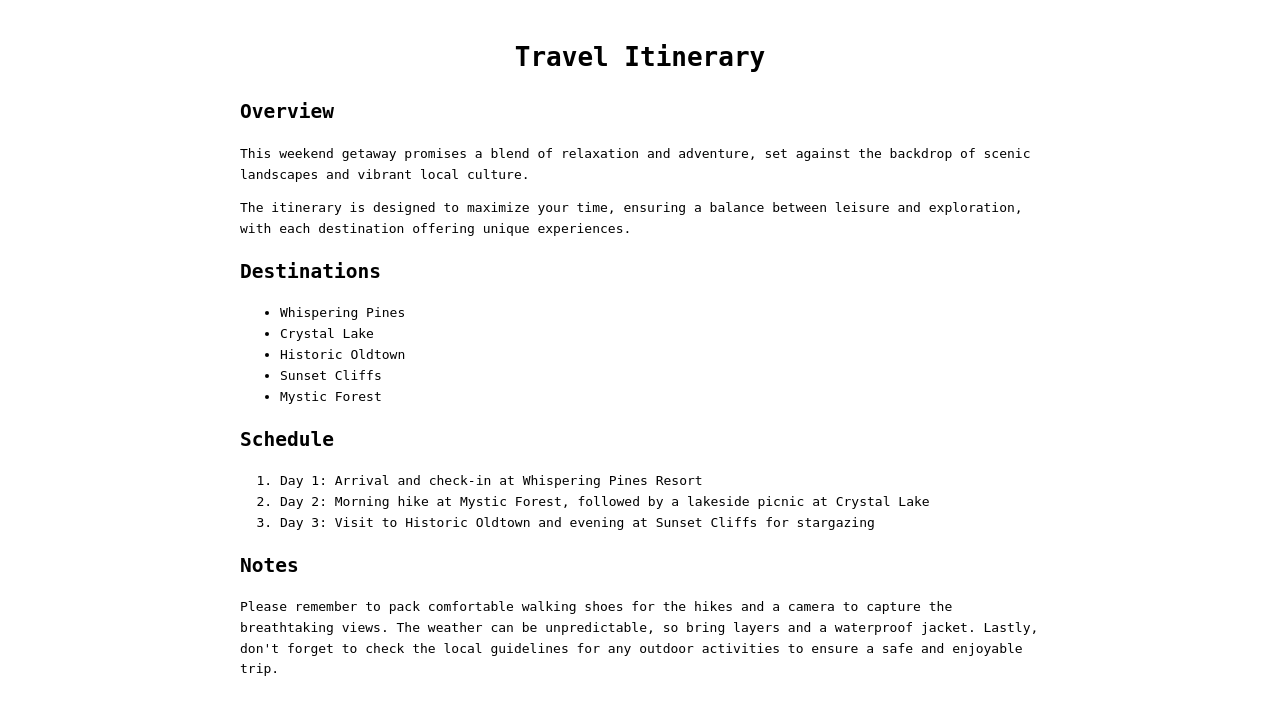 Travel Itinerary
Overview
This weekend getaway promises a blend of relaxation and adventure, set against the backdrop of scenic
landscapes and vibrant local culture.
The itinerary is designed to maximize your time, ensuring a balance between leisure and exploration,
with each destination offering unique experiences.
Destinations
• Whispering Pines
• Crystal Lake
• Historic Oldtown
• Sunset Cliffs
• Mystic Forest
Schedule
1. Day 1: Arrival and check-in at Whispering Pines Resort
2. Day 2: Morning hike at Mystic Forest, followed by a lakeside picnic at Crystal Lake
3. Day 3: Visit to Historic Oldtown and evening at Sunset Cliffs for stargazing
Notes
Please remember to pack comfortable walking shoes for the hikes and a camera to capture the
breathtaking views. The weather can be unpredictable, so bring layers and a waterproof jacket. Lastly,
don't forget to check the local guidelines for any outdoor activities to ensure a safe and enjoyable
trip.